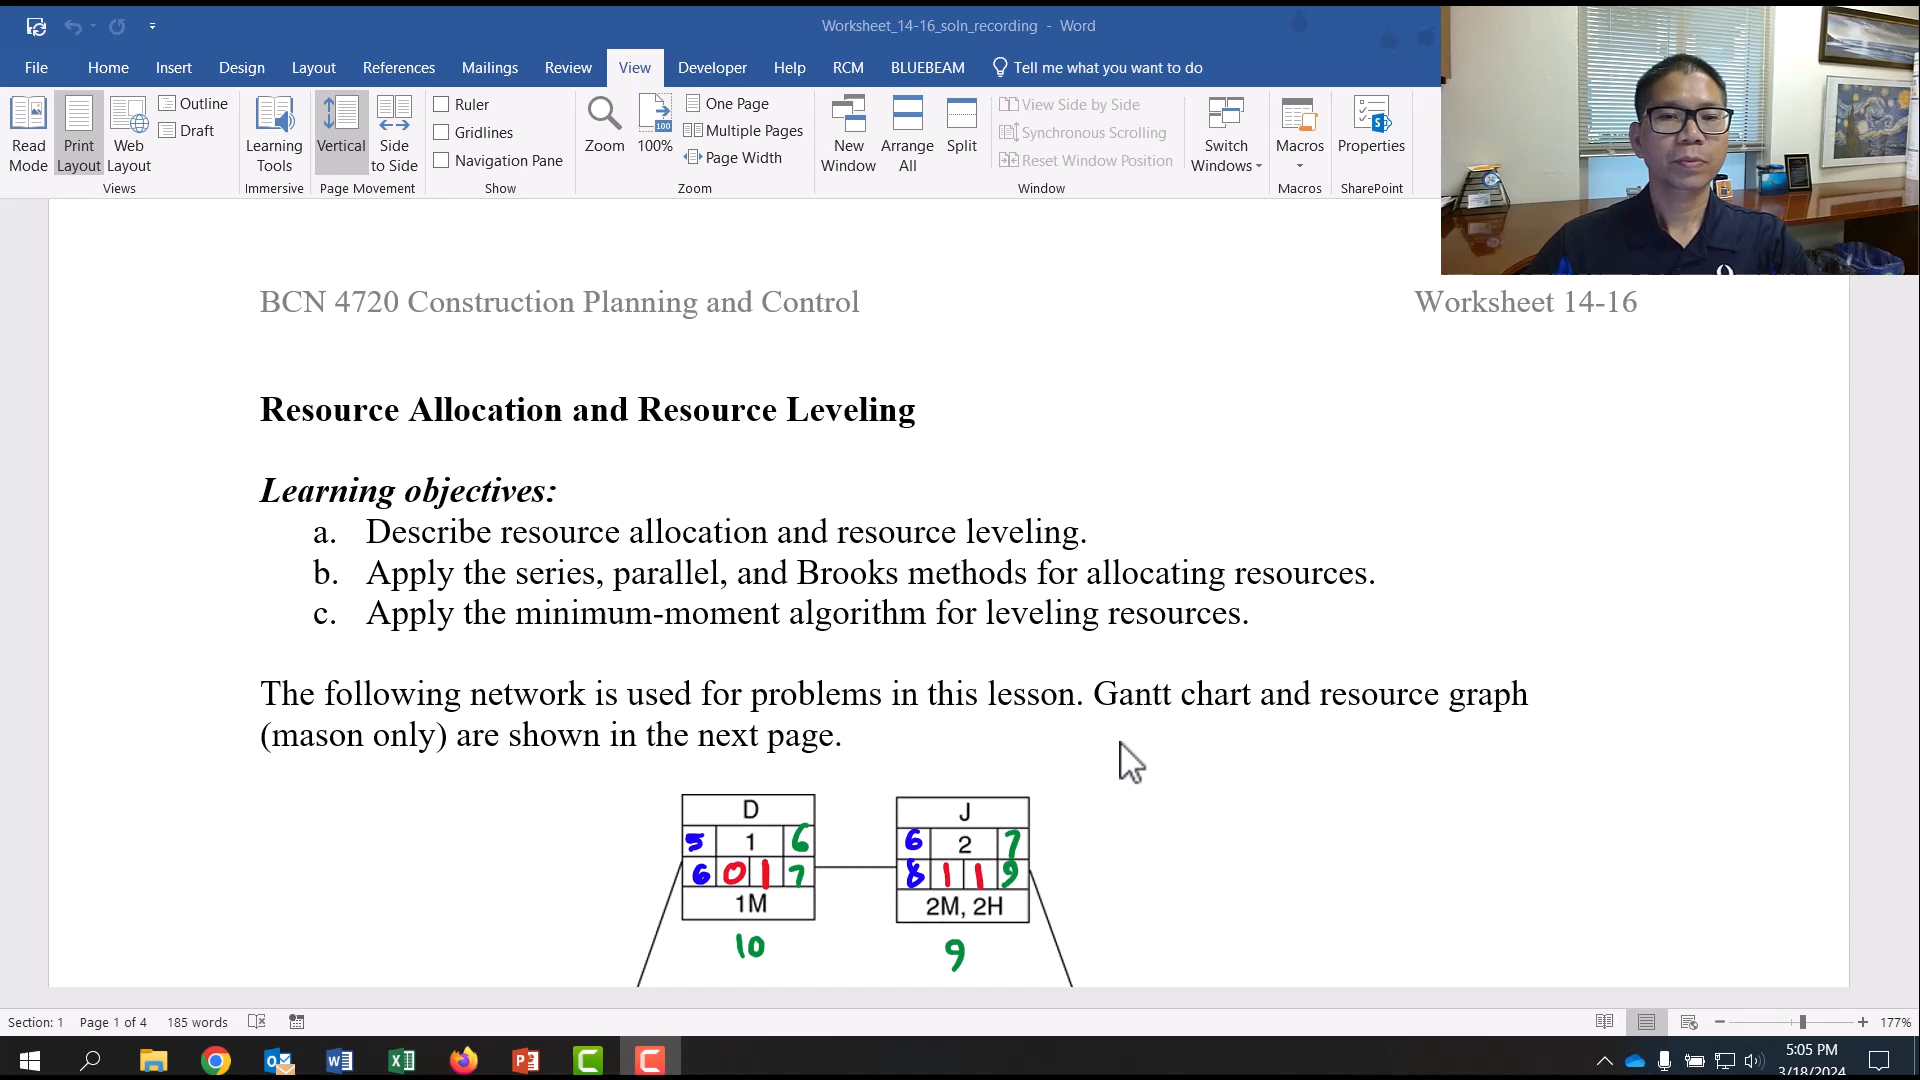 Worksheet_14-16_soln_recording - Word
File Home Insert Design Layout References Mailings Review View Developer Help RCM BLUEBEAM Tell me what you want to do
Read Mode
Print Layout
Web Layout
Outline
Draft
Views
Learning Tools
Immersive
Vertical
Side to Side
Page Movement
Ruler
Gridlines
Navigation Pane
Show
Zoom
100
100%
One Page
Multiple Pages
Page Width
Zoom
New Window
Arrange All
Split
View Side by Side
Synchronous Scrolling
Reset Window Position
Window
Switch Windows
Macros
Macros
Properties
SharePoint
BCN 4720 Construction Planning and Control Worksheet 14-16
Resource Allocation and Resource Leveling
Learning objectives:
a. Describe resource allocation and resource leveling.
b. Apply the series, parallel, and Brooks methods for allocating resources.
c. Apply the minimum-moment algorithm for leveling resources.
The following network is used for problems in this lesson. Gantt chart and resource graph
(mason only) are shown in the next page.
D
5 1 6
6 0 1 7
1M
10
J
6 2 7
8 1 1 9
2M, 2H
9
Section: 1 Page 1 of 4 185 words 177%
5:05 PM
3/18/2024